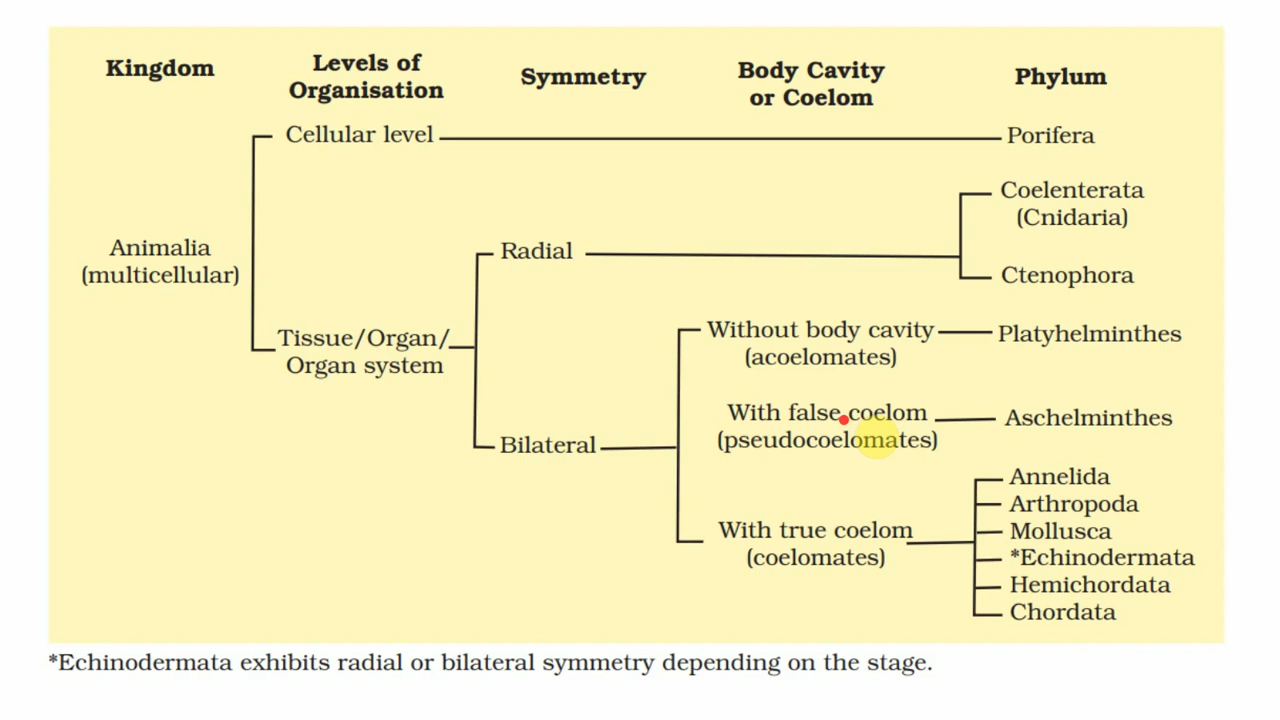 Kingdom
Levels of
Organisation
Symmetry
Body Cavity
or Coelom
Phylum
Cellular level
Porifera
Coelenterata
(Cnidaria)
Animalia
(multicellular)
Radial
Ctenophora
Tissue/Organ/
Organ system
Without body cavity
(acoelomates)
Platyhelminthes
With false coelom
(pseudocoelomates)
Aschelminthes
Bilateral
With true coelom
(coelomates)
Annelida
Arthropoda
Mollusca
*Echinodermata
Hemichordata
Chordata
*Echinodermata exhibits radial or bilateral symmetry depending on the stage.